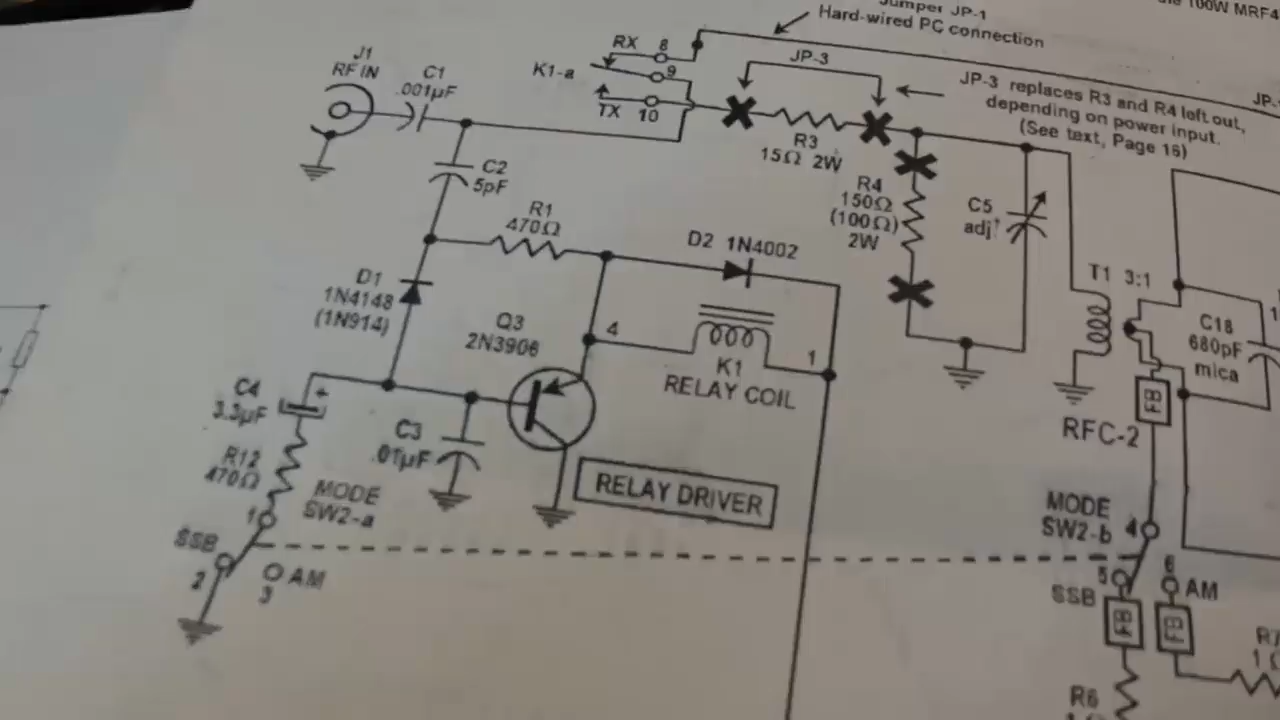 Jumper JP-1
100W MRF4
Hard-wired PC connection
J1
RF IN
C1
.001µF
RX 8
K1-a
9
TX 10
JP-3
JP-3 replaces R3 and R4 left out,
depending on power input.
(See text, Page 16)
R3
15Ω 2W
C2
5pF
R4
150Ω
(100Ω)
2W
C5
adj
R1
470Ω
D2 1N4002
D1
1N4148
(1N914)
Q3
2N3906
4
K1
1
RELAY COIL
T1 3:1
C18
680pF
mica
FB
RFC-2
C4
3.3µF
+
C3
.01µF
R12
470Ω
RELAY DRIVER
MODE
SW2-a
1
SSB
2
AM
3
MODE
SW2-b
4
5
6
SSB
AM
FB
FB
R6